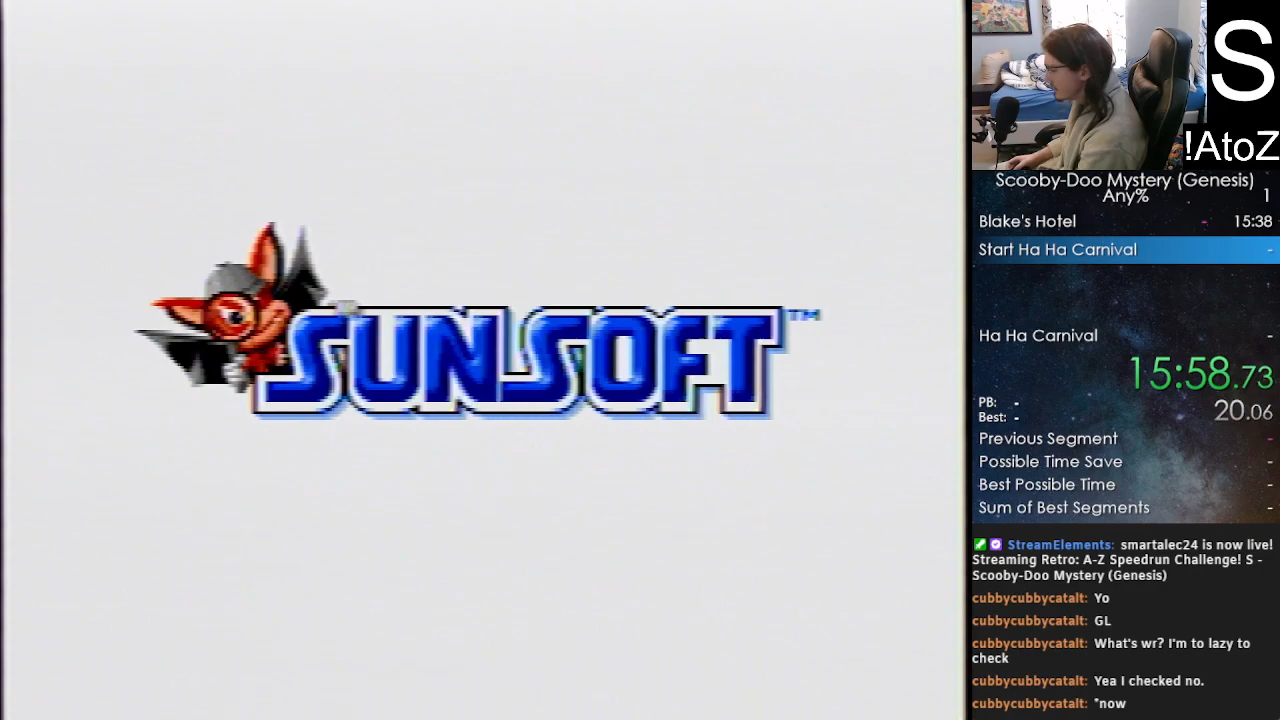 SUNSOFT™
S
!AtoZ
Scooby-Doo Mystery (Genesis)
Any% 1
Blake's Hotel - 15:38
Start Ha Ha Carnival -
-
Ha Ha Carnival -
15:58.73
PB: -
Best: -
20.06
Previous Segment -
Possible Time Save -
Best Possible Time -
Sum of Best Segments -
StreamElements: smartalec24 is now live!
Streaming Retro: A-Z Speedrun Challenge! S -
Scooby-Doo Mystery (Genesis)
cubbycubbycatalt: Yo
cubbycubbycatalt: GL
cubbycubbycatalt: What's wr? I'm to lazy to
check
cubbycubbycatalt: Yea I checked no.
cubbycubbycatalt: *now